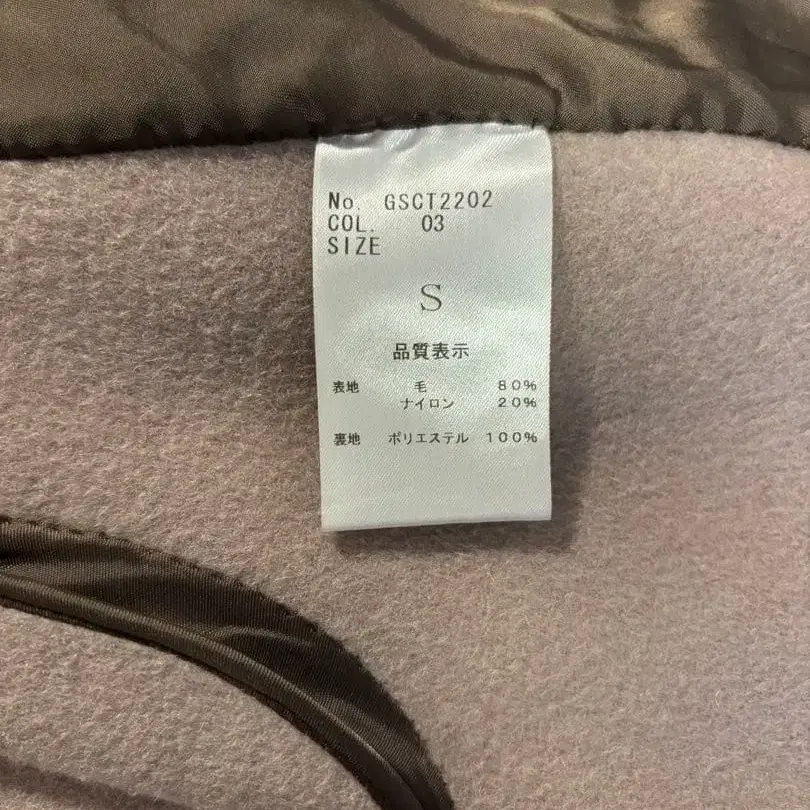 No. GSCT2202
COL. 03
SIZE
S
品質表示
表地 毛 80%
ナイロン 20%
裏地 ポリエステル 100%